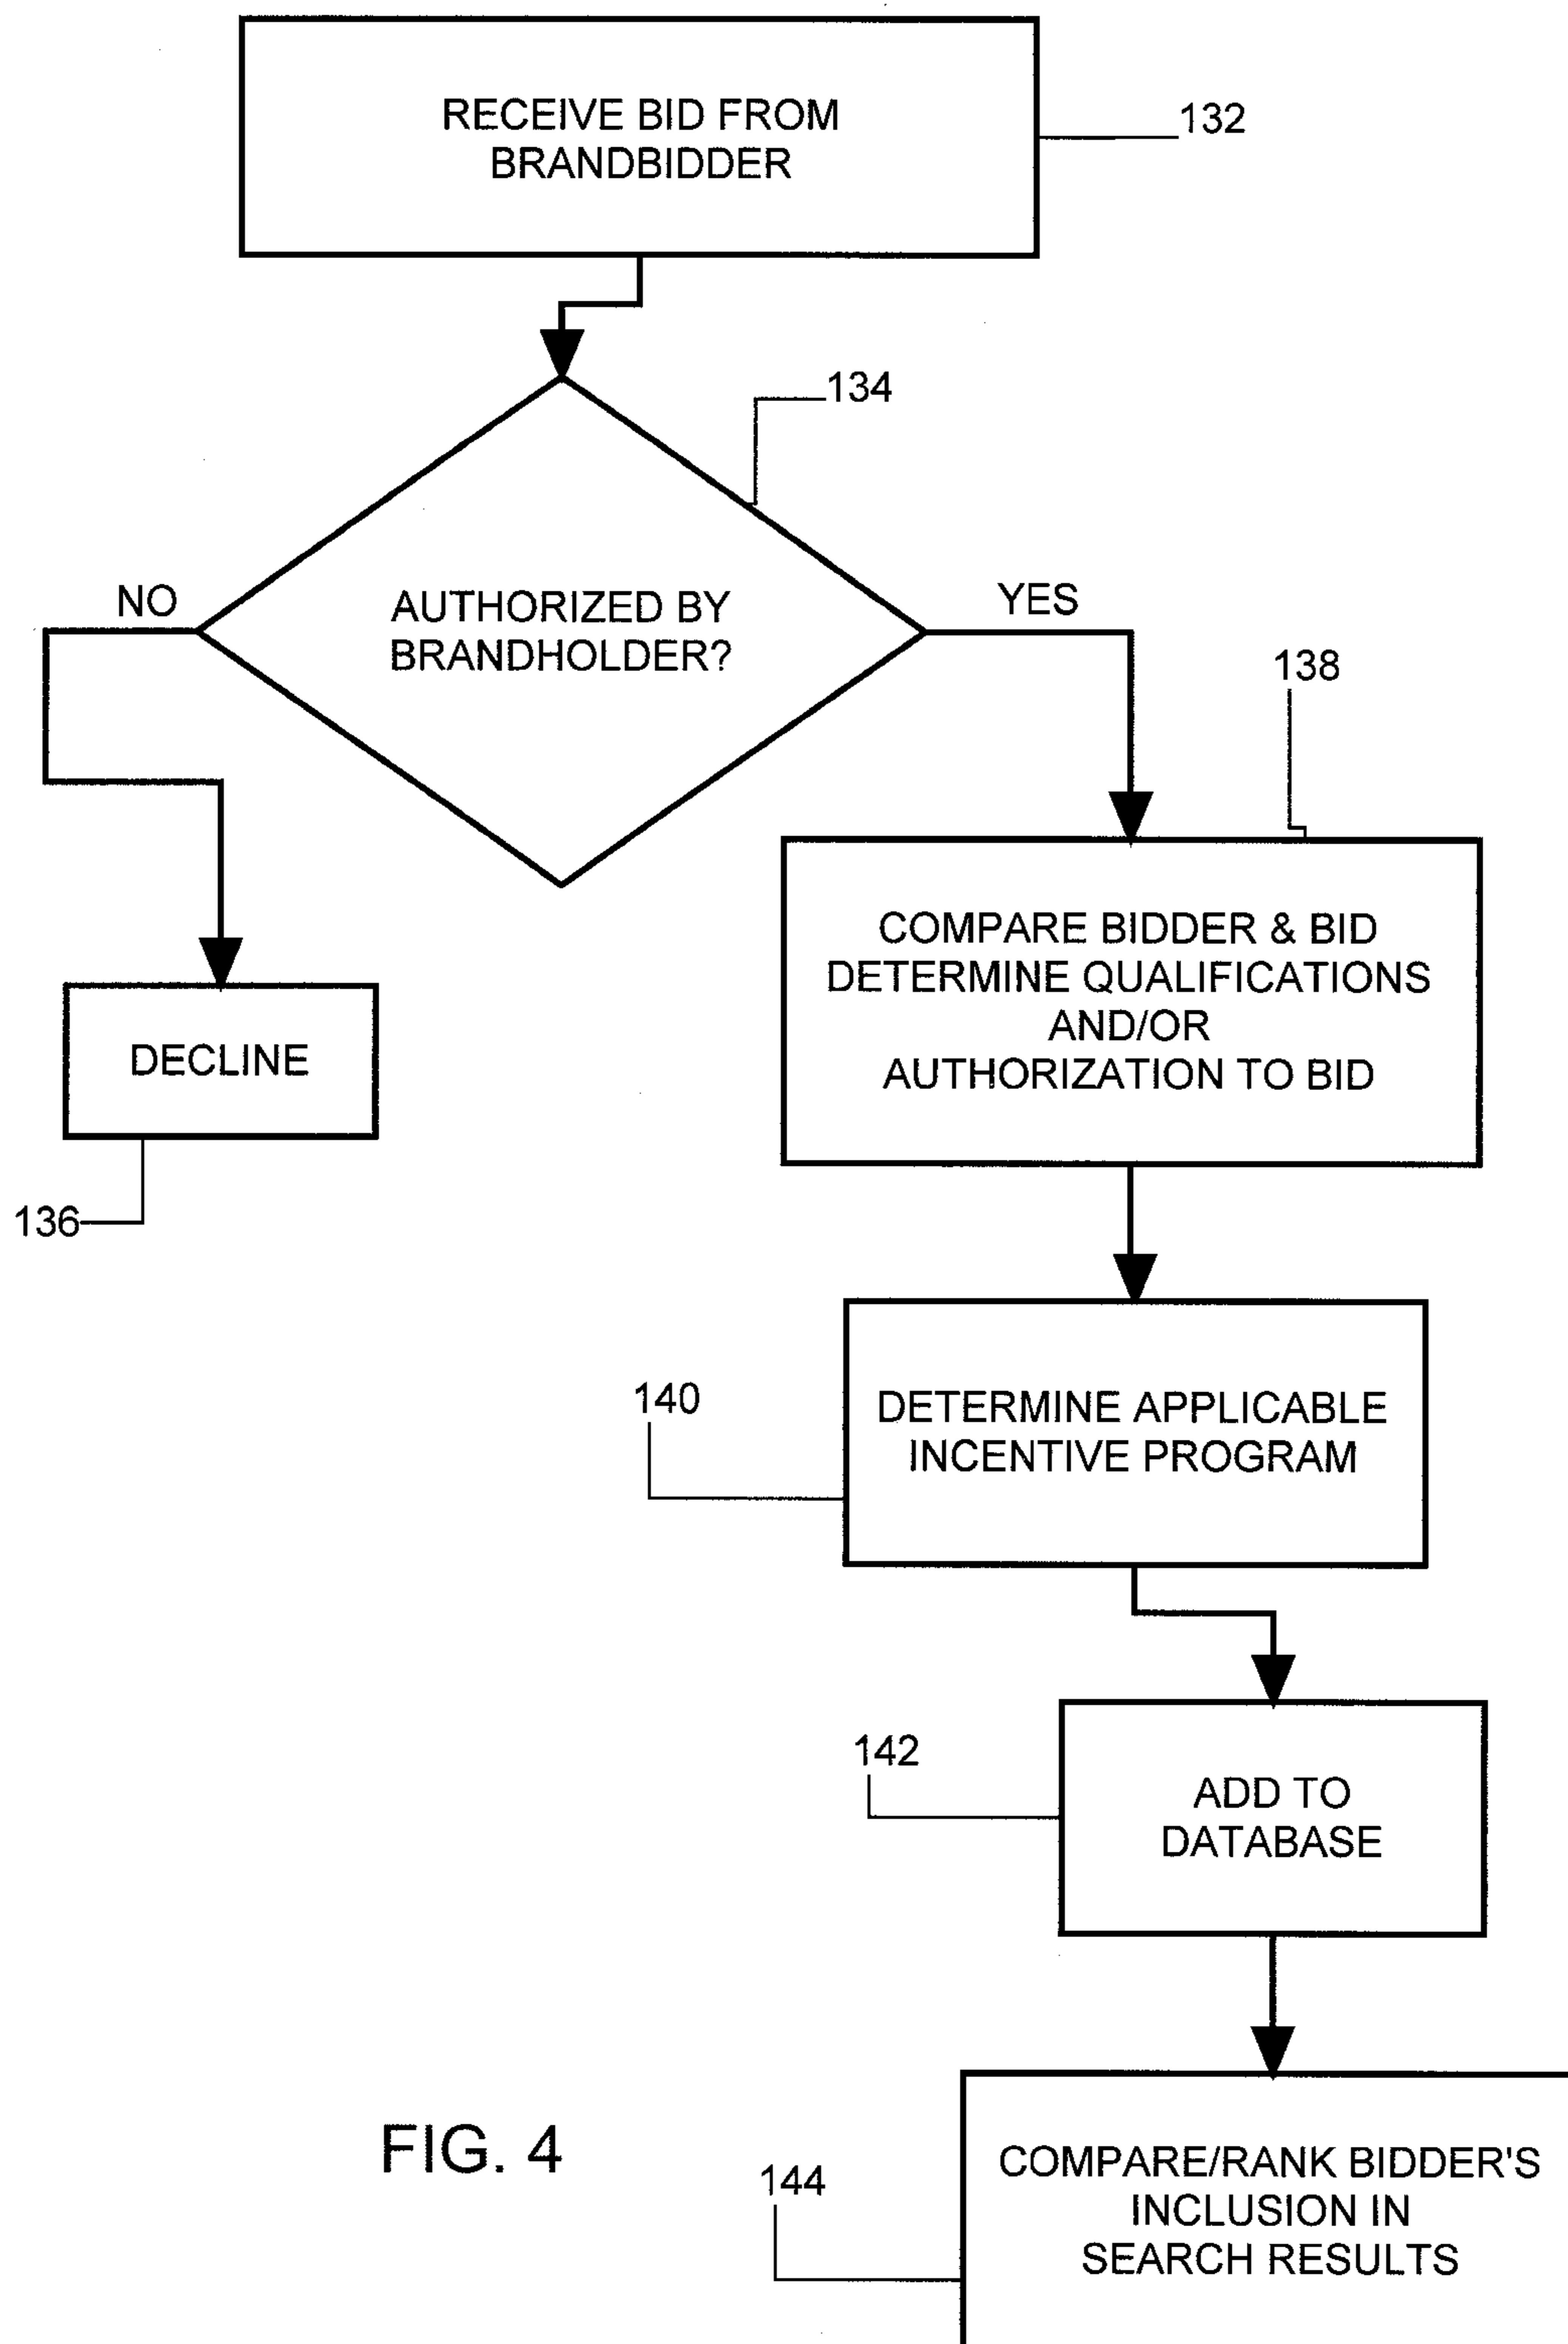 RECEIVE BID FROM
BRANDBIDDER
132
134
NO
AUTHORIZED BY
BRANDHOLDER?
YES
138
COMPARE BIDDER & BID
DETERMINE QUALIFICATIONS
AND/OR
AUTHORIZATION TO BID
DECLINE
136
140
DETERMINE APPLICABLE
INCENTIVE PROGRAM
142
ADD TO
DATABASE
FIG. 4
144
COMPARE/RANK BIDDER'S
INCLUSION IN
SEARCH RESULTS